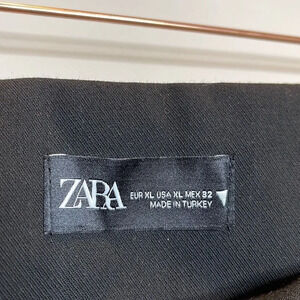 ZARA
EUR XL USA XL MEX 32
MADE IN TURKEY